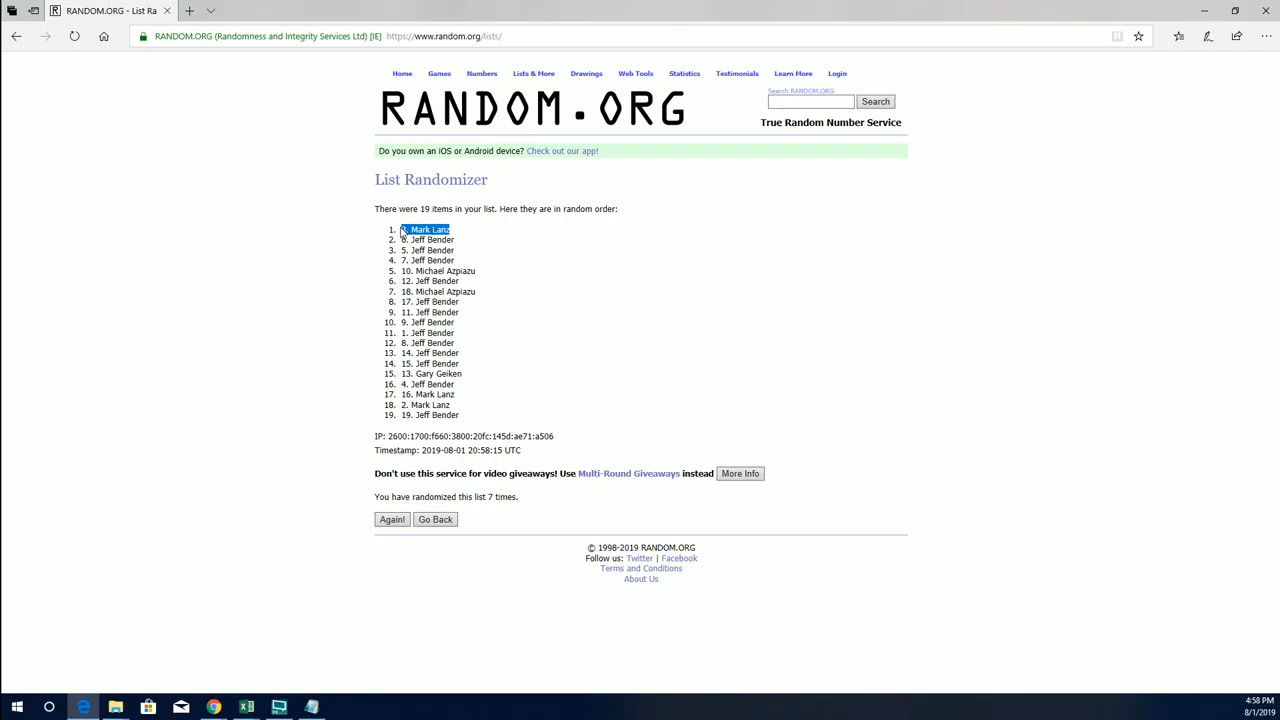 RANDOM.ORG - List Ra
RANDOM.ORG (Randomness and Integrity Services Ltd) [IE] https://www.random.org/lists/
Home Games Numbers Lists & More Drawings Web Tools Statistics Testimonials Learn More Login
RANDOM.ORG
Search RANDOM.ORG
Search
True Random Number Service
Do you own an iOS or Android device? Check out our app!
List Randomizer
There were 19 items in your list. Here they are in random order:
1. Mark Lanz
2. 6. Jeff Bender
3. 5. Jeff Bender
4. 7. Jeff Bender
5. 10. Michael Azpiazu
6. 12. Jeff Bender
7. 18. Michael Azpiazu
8. 17. Jeff Bender
9. 11. Jeff Bender
10. 9. Jeff Bender
11. 1. Jeff Bender
12. 8. Jeff Bender
13. 14. Jeff Bender
14. 15. Jeff Bender
15. 13. Gary Geiken
16. 4. Jeff Bender
17. 16. Mark Lanz
18. 2. Mark Lanz
19. 19. Jeff Bender
IP: 2600:1700:f660:3800:20fc:145d:ae71:a506
Timestamp: 2019-08-01 20:58:15 UTC
Don't use this service for video giveaways! Use Multi-Round Giveaways instead More Info
You have randomized this list 7 times.
Again! Go Back
© 1998-2019 RANDOM.ORG
Follow us: Twitter | Facebook
Terms and Conditions
About Us
4:58 PM
8/1/2019